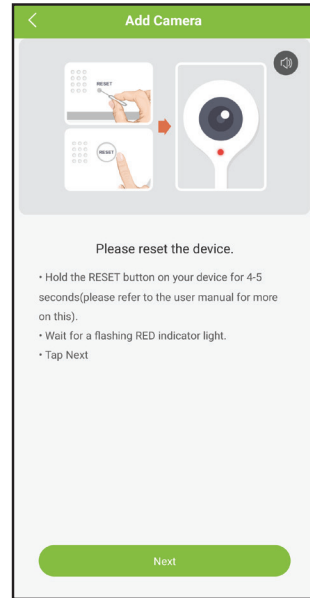 Add Camera
RESET
RESET
Please reset the device.
• Hold the RESET button on your device for 4-5
seconds(please refer to the user manual for more
on this).
• Wait for a flashing RED indicator light.
• Tap Next
Next